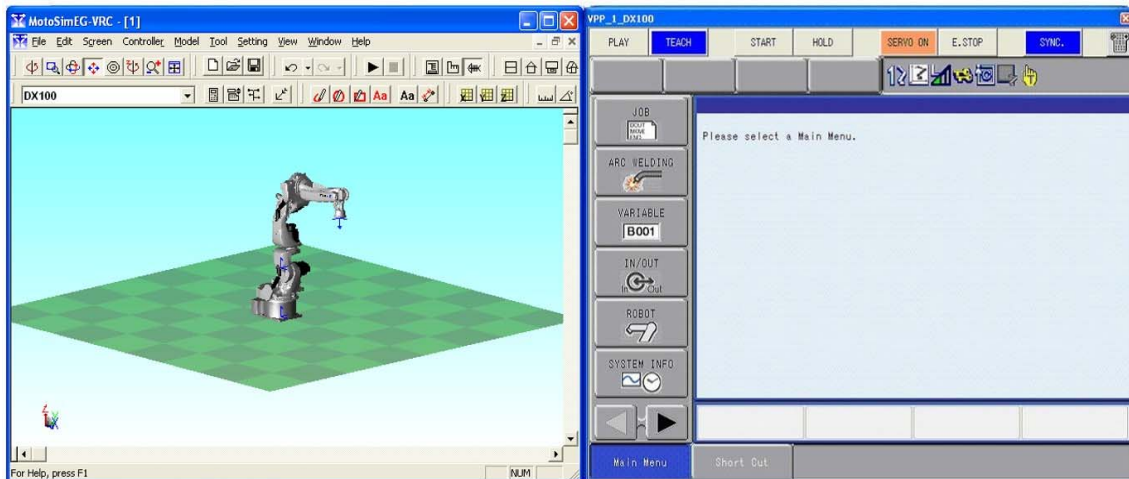 MotoSimEG-VRC - [1]
File Edit Screen Controller Model Tool Setting View Window Help
DX100
Aa Aa
For Help, press F1
NUM
VPP_1_DX100
PLAY TEACH START HOLD SERVO ON E.STOP SYNC.
JOB
ARC WELDING
VARIABLE
B001
IN/OUT
In Out
ROBOT
SYSTEM INFO
Please select a Main Menu.
Main Menu
Short Cut